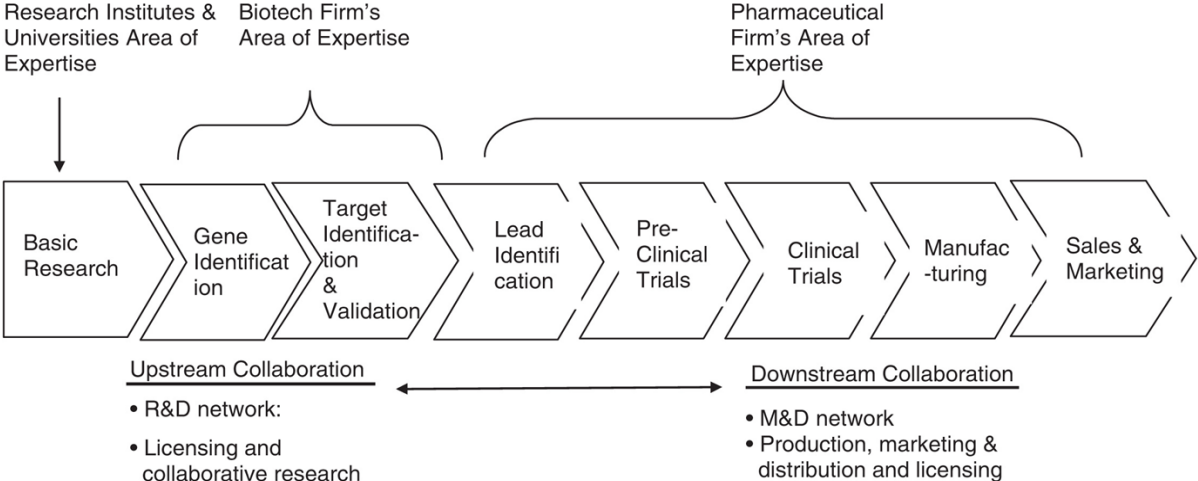 Research Institutes &
Universities Area of
Expertise
Biotech Firm's
Area of Expertise
Pharmaceutical
Firm's Area of
Expertise
Basic
Research
Gene
Identificat
ion
Target
Identifica-
tion
&
Validation
Lead
Identifi
cation
Pre-
Clinical
Trials
Clinical
Trials
Manufac
-turing
Sales &
Marketing
Upstream Collaboration
• R&D network:
• Licensing and
collaborative research
Downstream Collaboration
• M&D network
• Production, marketing &
distribution and licensing